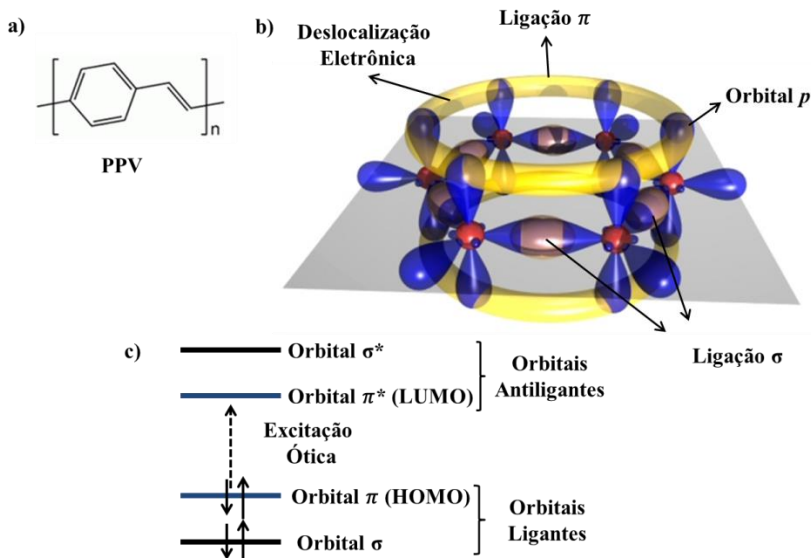 a)
n
PPV
b)
Ligação π
Deslocalização
Eletrônica
Orbital p
Ligação σ
c)
Orbital σ*
Orbital π* (LUMO)
Orbitais
Antiligantes
Excitação
Ótica
Orbital π (HOMO)
Orbital σ
Orbitais
Ligantes